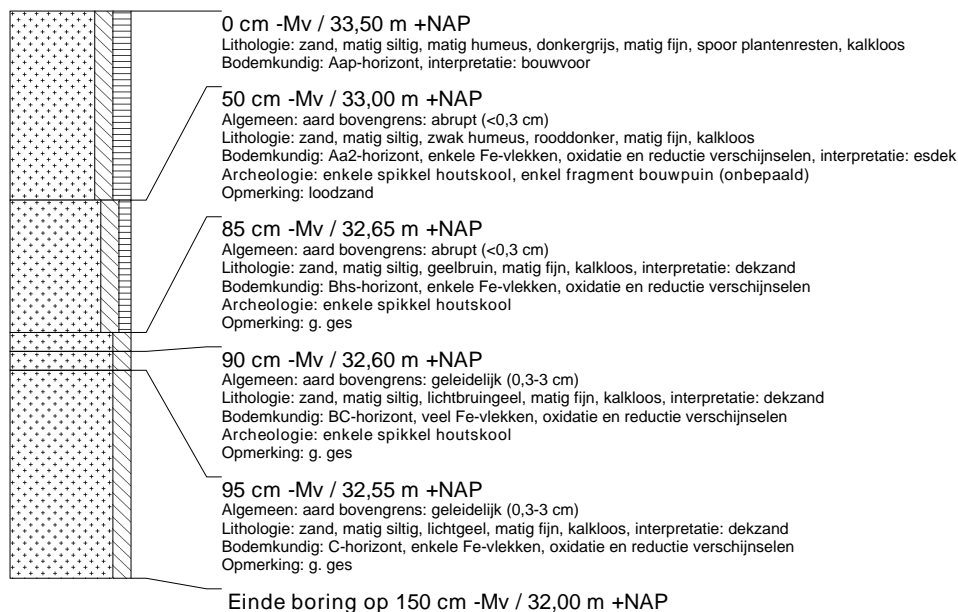 0 cm -Mv / 33,50 m +NAP
Lithologie: zand, matig siltig, matig humeus, donkergrijs, matig fijn, spoor plantenresten, kalkloos
Bodemkundig: Aap-horizont, interpretatie: bouwvoor
50 cm -Mv / 33,00 m +NAP
Algemeen: aard bovengrens: abrupt (<0,3 cm)
Lithologie: zand, matig siltig, zwak humeus, rooddonker, matig fijn, kalkloos
Bodemkundig: Aa2-horizont, enkele Fe-vlekken, oxidatie en reductie verschijnselen, interpretatie: esdek
Archeologie: enkele spikkel houtskool, enkel fragment bouwpuin (onbepaald)
Opmerking: loodzand
85 cm -Mv / 32,65 m +NAP
Algemeen: aard bovengrens: abrupt (<0,3 cm)
Lithologie: zand, matig siltig, geelbruin, matig fijn, kalkloos, interpretatie: dekzand
Bodemkundig: Bhs-horizont, enkele Fe-vlekken, oxidatie en reductie verschijnselen
Archeologie: enkele spikkel houtskool
Opmerking: g. ges
90 cm -Mv / 32,60 m +NAP
Algemeen: aard bovengrens: geleidelijk (0,3-3 cm)
Lithologie: zand, matig siltig, lichtbruingeel, matig fijn, kalkloos, interpretatie: dekzand
Bodemkundig: BC-horizont, veel Fe-vlekken, oxidatie en reductie verschijnselen
Archeologie: enkele spikkel houtskool
Opmerking: g. ges
95 cm -Mv / 32,55 m +NAP
Algemeen: aard bovengrens: geleidelijk (0,3-3 cm)
Lithologie: zand, matig siltig, lichtgeel, matig fijn, kalkloos, interpretatie: dekzand
Bodemkundig: C-horizont, enkele Fe-vlekken, oxidatie en reductie verschijnselen
Opmerking: g. ges
Einde boring op 150 cm -Mv / 32,00 m +NAP